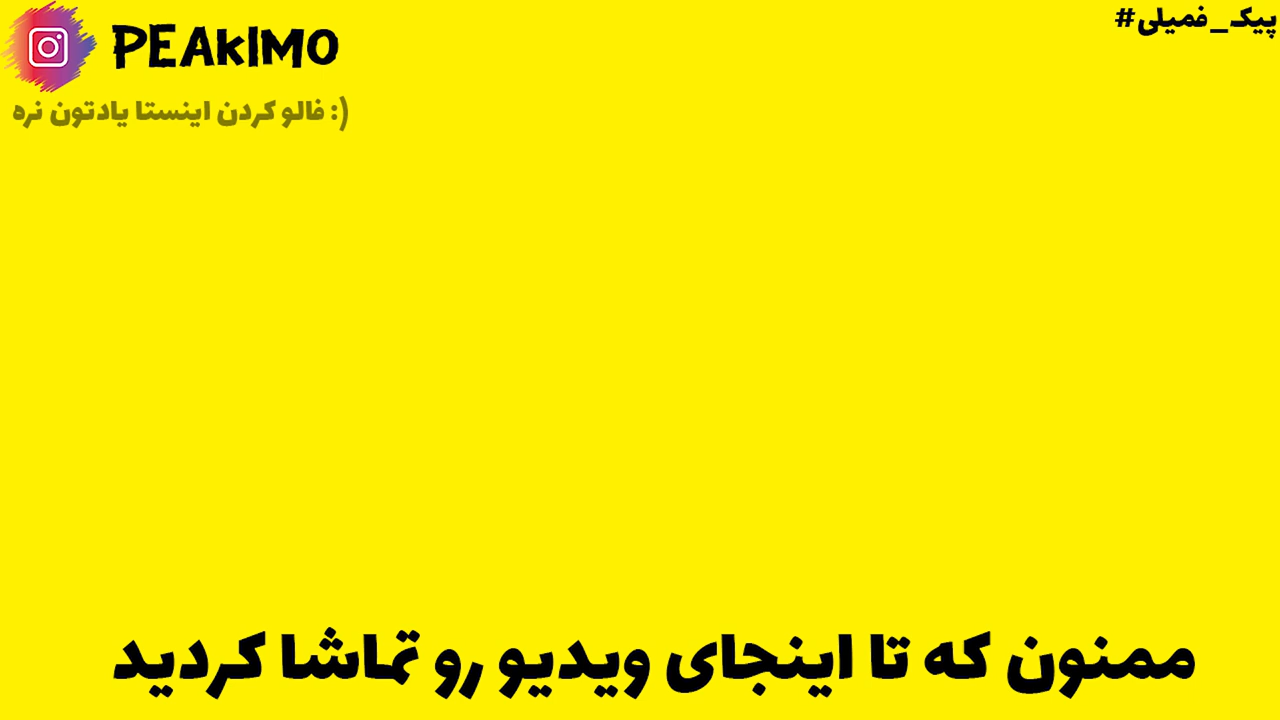 PEAkIMO
#پیک_فمیلی
فالو کردن اینستا یادتون نره :)
ممنون که تا اینجای ویدیو رو تماشا کردید